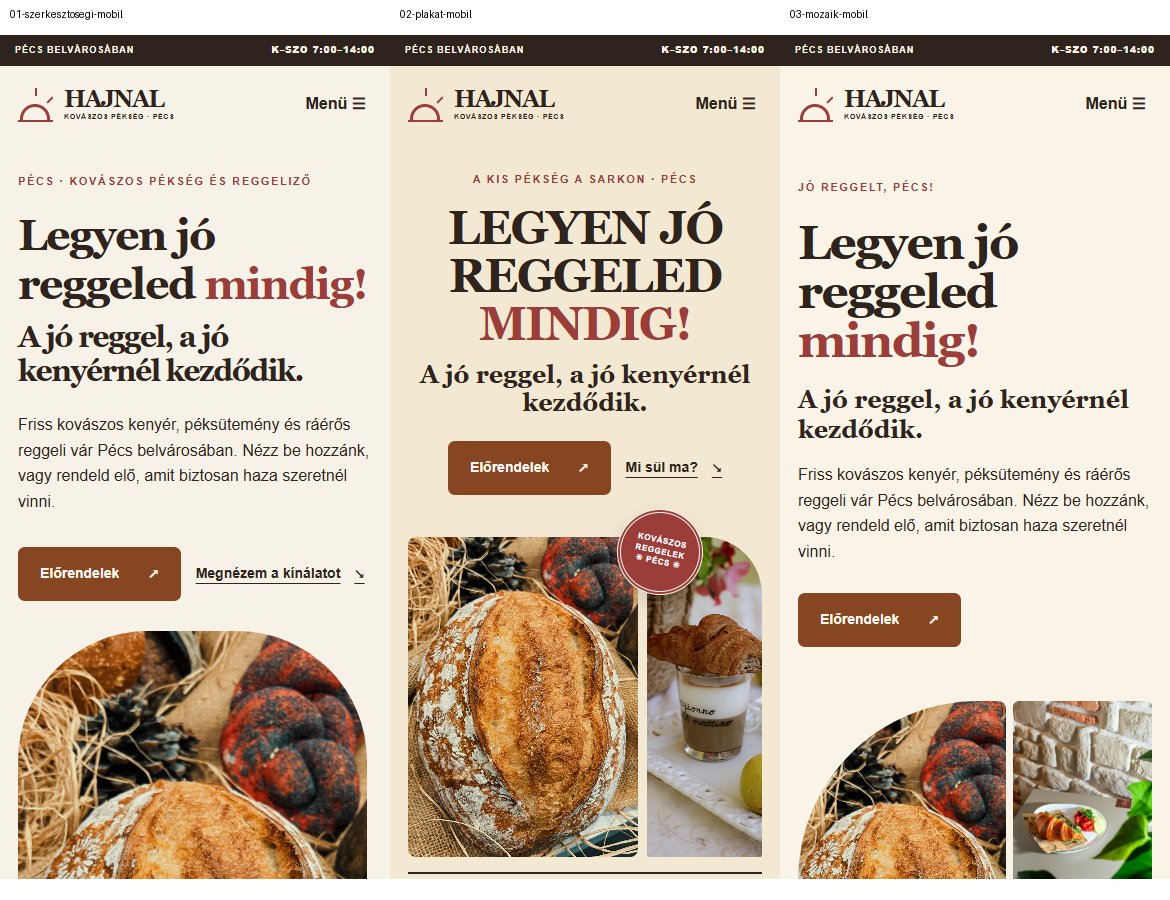 01-szerkesztosegi-mobil
PÉCS BELVÁROSÁBAN
K–SZO 7:00–14:00
HAJNAL
KOVÁSZOS PÉKSÉG · PÉCS
Menü ☰
PÉCS · KOVÁSZOS PÉKSÉG ÉS REGGELIZŐ
Legyen jó
reggeled mindig!
A jó reggel, a jó
kenyérnél kezdődik.
Friss kovászos kenyér, péksütemény és ráérős
reggeli vár Pécs belvárosában. Nézz be hozzánk,
vagy rendeld elő, amit biztosan haza szeretnél
vinni.
Előrendelek ↗
Megnézem a kínálatot ↘
02-plakat-mobil
PÉCS BELVÁROSÁBAN
K–SZO 7:00–14:00
HAJNAL
KOVÁSZOS PÉKSÉG · PÉCS
Menü ☰
A KIS PÉKSÉG A SARKON · PÉCS
LEGYEN JÓ
REGGELED
MINDIG!
A jó reggel, a jó kenyérnél
kezdődik.
Előrendelek ↗
Mi sül ma? ↘
KOVÁSZOS
REGGELEK
☀ PÉCS ☀
03-mozaik-mobil
PÉCS BELVÁROSÁBAN
K–SZO 7:00–14:00
HAJNAL
KOVÁSZOS PÉKSÉG · PÉCS
Menü ☰
JÓ REGGELT, PÉCS!
Legyen jó
reggeled
mindig!
A jó reggel, a jó kenyérnél
kezdődik.
Friss kovászos kenyér, péksütemény és ráérős
reggeli vár Pécs belvárosában. Nézz be hozzánk,
vagy rendeld elő, amit biztosan haza szeretnél
vinni.
Előrendelek ↗